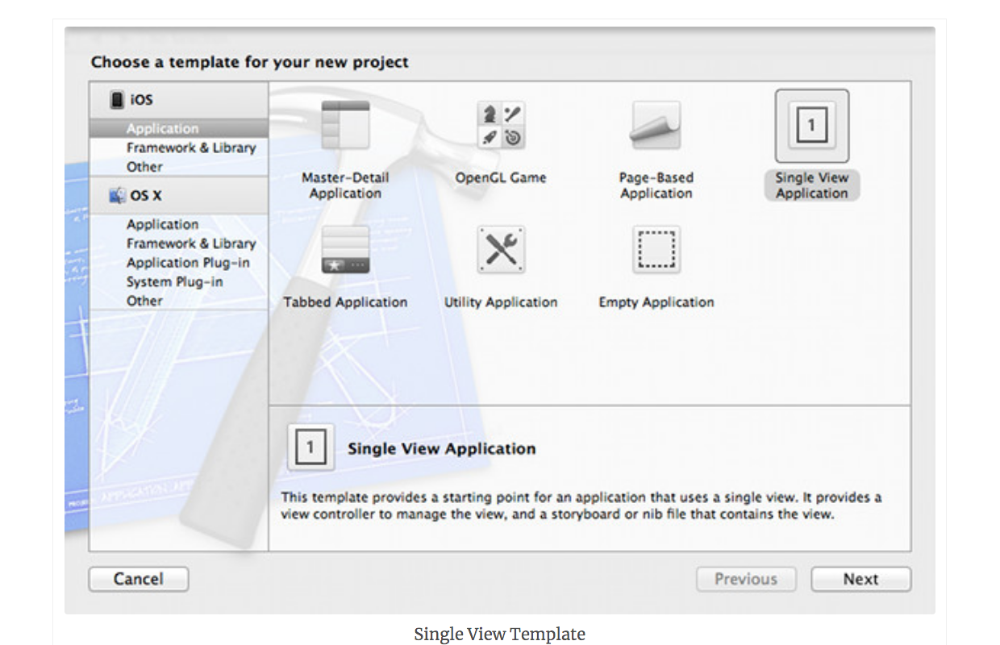 Choose a template for your new project
iOS
Application
Framework & Library
Other
OS X
Application
Framework & Library
Application Plug-in
System Plug-in
Other
Master-Detail
Application
OpenGL Game
Page-Based
Application
1
Single View
Application
Tabbed Application
Utility Application
Empty Application
1
Single View Application
This template provides a starting point for an application that uses a single view. It provides a
view controller to manage the view, and a storyboard or nib file that contains the view.
Cancel
Previous
Next
Single View Template